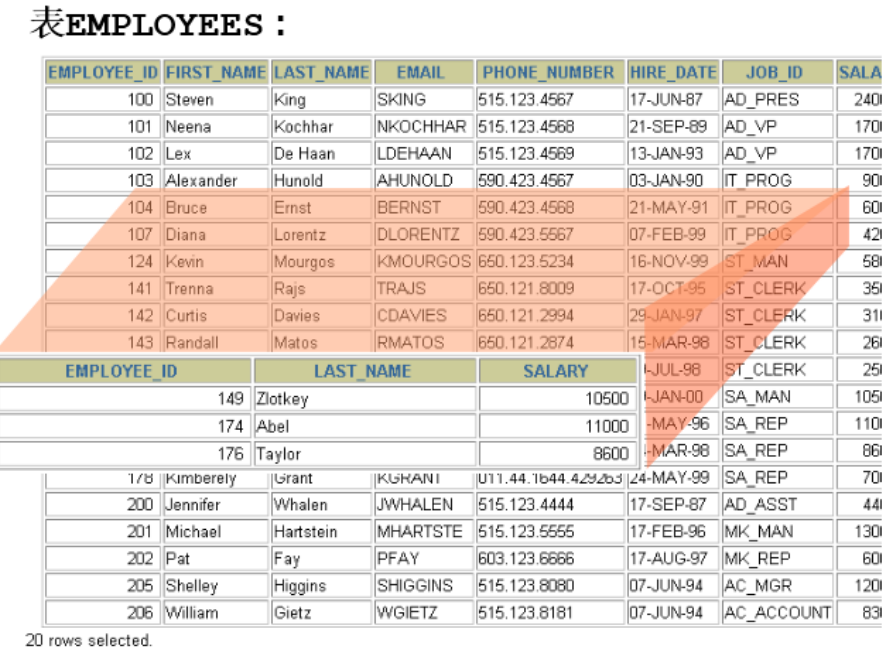 表EMPLOYEES：
EMPLOYEE_ID FIRST_NAME LAST_NAME EMAIL PHONE_NUMBER HIRE_DATE JOB_ID SALA
100 Steven King SKING 515.123.4567 17-JUN-87 AD_PRES 240
101 Neena Kochhar NKOCHHAR 515.123.4568 21-SEP-89 AD_VP 170
102 Lex De Haan LDEHAAN 515.123.4569 13-JAN-93 AD_VP 170
103 Alexander Hunold AHUNOLD 590.423.4567 03-JAN-90 IT_PROG 90
104 Bruce Ernst BERNST 590.423.4568 21-MAY-91 IT_PROG 60
107 Diana Lorentz DLORENTZ 590.423.5567 07-FEB-99 IT_PROG 42
124 Kevin Mourgos KMOURGOS 650.123.5234 16-NOV-99 ST_MAN 58
141 Trenna Rajs TRAJS 650.121.8009 17-OCT-95 ST_CLERK 35
142 Curtis Davies CDAVIES 650.121.2994 29-JAN-97 ST_CLERK 31
143 Randall Matos RMATOS 650.121.2874 15-MAR-98 ST_CLERK 26
EMPLOYEE_ID LAST_NAME SALARY -JUL-98 ST_CLERK 25
149 Zlotkey 10500 -JAN-00 SA_MAN 105
174 Abel 11000 -MAY-96 SA_REP 110
176 Taylor 8600 -MAR-98 SA_REP 86
178 Kimberely Grant KGRANT 011.44.1644.429263 24-MAY-99 SA_REP 70
200 Jennifer Whalen JWHALEN 515.123.4444 17-SEP-87 AD_ASST 44
201 Michael Hartstein MHARTSTE 515.123.5555 17-FEB-96 MK_MAN 130
202 Pat Fay PFAY 603.123.6666 17-AUG-97 MK_REP 60
205 Shelley Higgins SHIGGINS 515.123.8080 07-JUN-94 AC_MGR 120
206 William Gietz WGIETZ 515.123.8181 07-JUN-94 AC_ACCOUNT 83
20 rows selected.